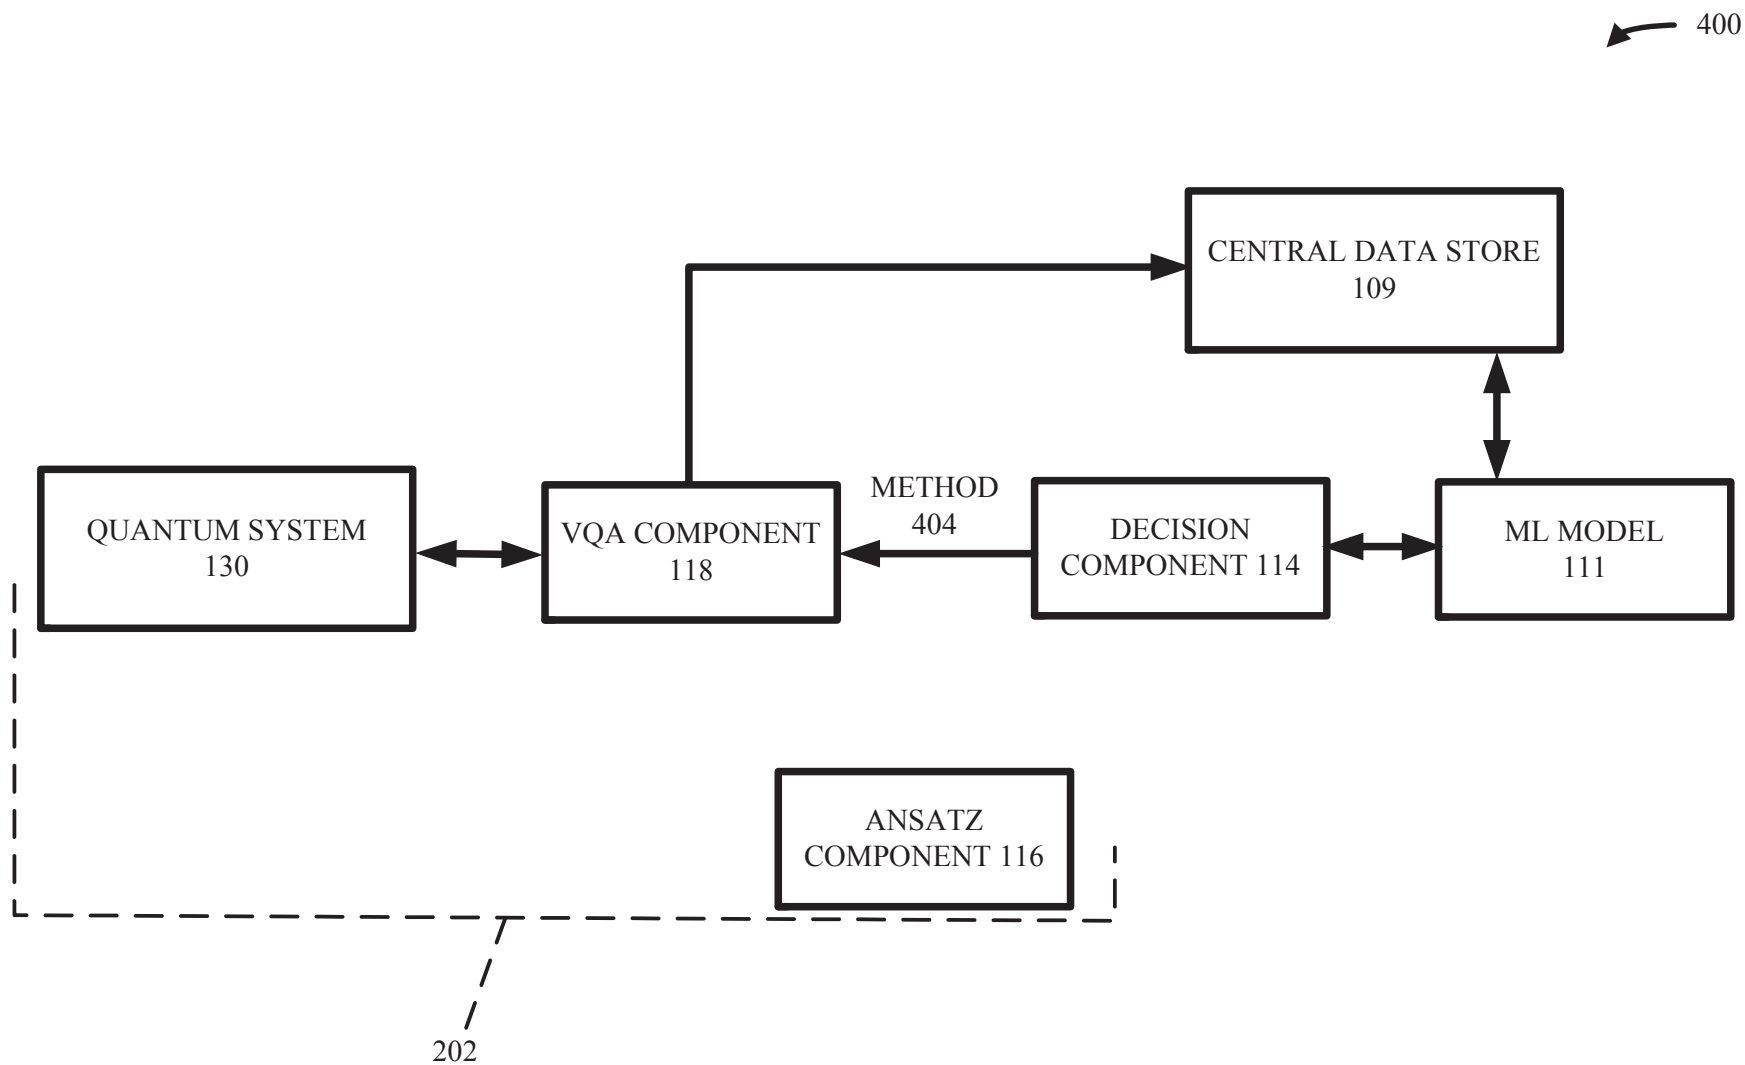 400
CENTRAL DATA STORE
109
METHOD
404
QUANTUM SYSTEM
130
VQA COMPONENT
118
DECISION
COMPONENT 114
ML MODEL
111
ANSATZ
COMPONENT 116
202